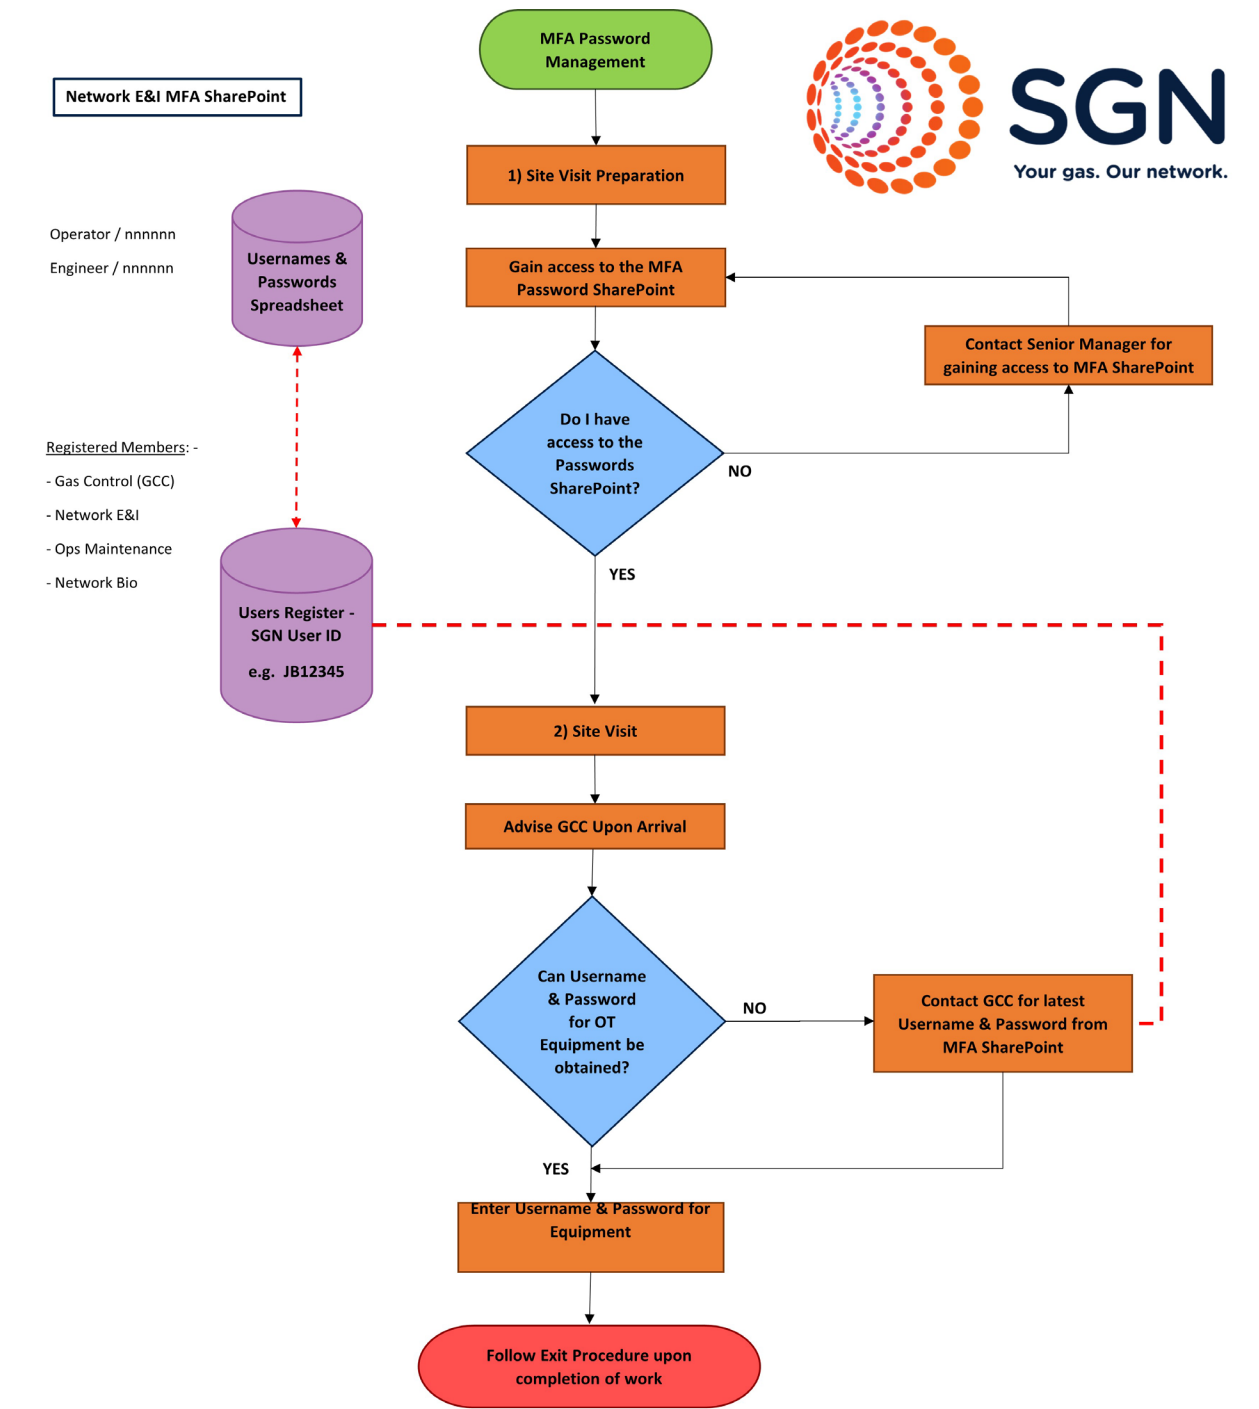 MFA Password
Management
SGN
Your gas. Our network.
Network E&I MFA SharePoint
1) Site Visit Preparation
Operator / nnnnnn
Engineer / nnnnnn
Usernames &
Passwords
Spreadsheet
Gain access to the MFA
Password SharePoint
Contact Senior Manager for
gaining access to MFA SharePoint
Do I have
access to the
Passwords
SharePoint?
NO
YES
Registered Members: -
- Gas Control (GCC)
- Network E&I
- Ops Maintenance
- Network Bio
Users Register -
SGN User ID
e.g.  JB12345
2) Site Visit
Advise GCC Upon Arrival
Can Username
& Password
for OT
Equipment be
obtained?
NO
Contact GCC for latest
Username & Password from
MFA SharePoint
YES
Enter Username & Password for
Equipment
Follow Exit Procedure upon
completion of work